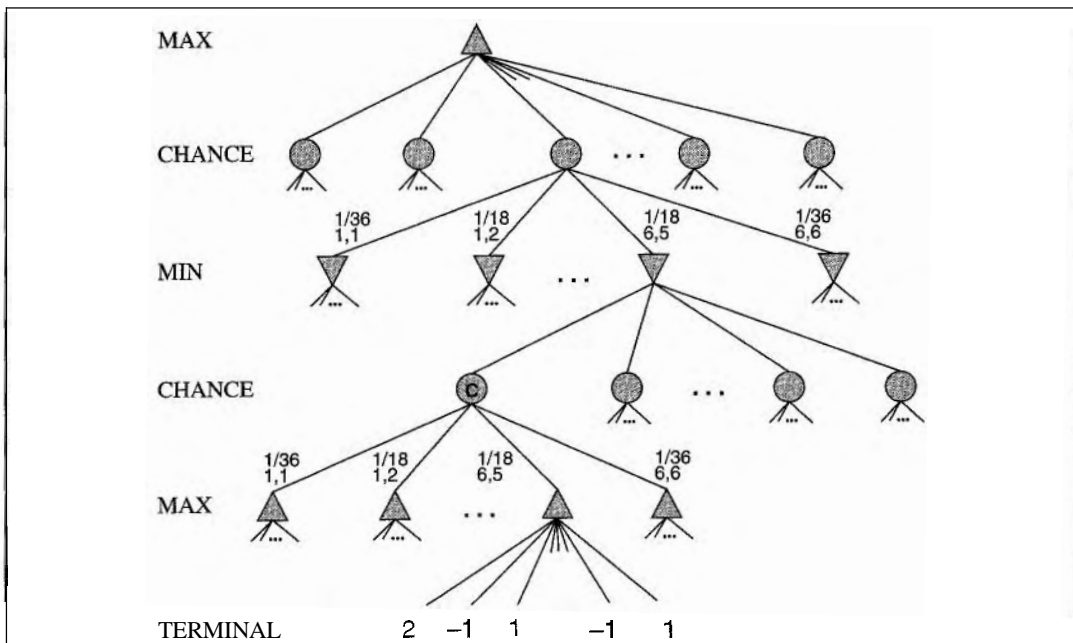 MAX
CHANCE
... ... ... ... ...
...
1/36 1/18 1/18 1/36
1,1 1,2 6,5 6,6
MIN
... ... ... ...
CHANCE
C
... ... ... ...
1/36 1/18 1/18 1/36
1,1 1,2 6,5 6,6
MAX
... ... ... ...
TERMINAL 2 –1 1 –1 1